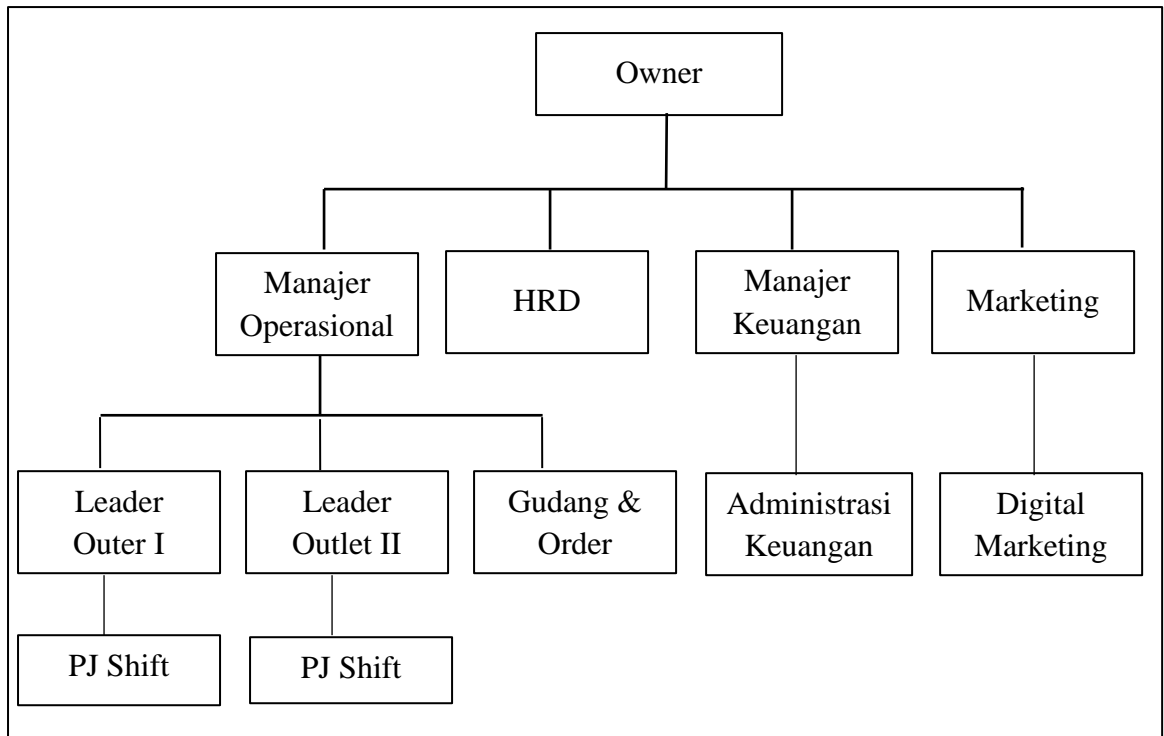 Owner
Manajer
Operasional
HRD
Manajer
Keuangan
Marketing
Leader
Outer I
Leader
Outlet II
Gudang &
Order
Administrasi
Keuangan
Digital
Marketing
PJ Shift
PJ Shift